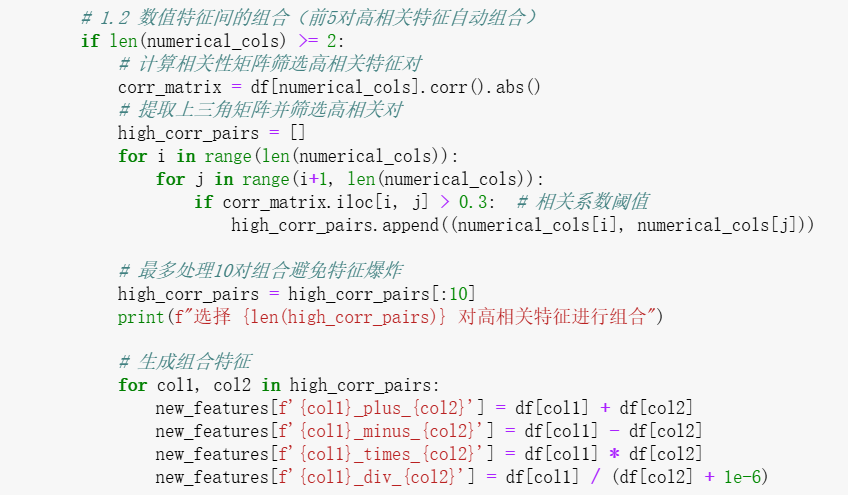 # 1.2 数值特征间的组合（前5对高相关特征自动组合）
if len(numerical_cols) >= 2:
# 计算相关性矩阵筛选高相关特征对
corr_matrix = df[numerical_cols].corr().abs()
# 提取上三角矩阵并筛选高相关对
high_corr_pairs = []
for i in range(len(numerical_cols)):
for j in range(i+1, len(numerical_cols)):
if corr_matrix.iloc[i, j] > 0.3:  # 相关系数阈值
high_corr_pairs.append((numerical_cols[i], numerical_cols[j]))
# 最多处理10对组合避免特征爆炸
high_corr_pairs = high_corr_pairs[:10]
print(f"选择 {len(high_corr_pairs)} 对高相关特征进行组合")
# 生成组合特征
for col1, col2 in high_corr_pairs:
new_features[f'{col1}_plus_{col2}'] = df[col1] + df[col2]
new_features[f'{col1}_minus_{col2}'] = df[col1] - df[col2]
new_features[f'{col1}_times_{col2}'] = df[col1] * df[col2]
new_features[f'{col1}_div_{col2}'] = df[col1] / (df[col2] + 1e-6)